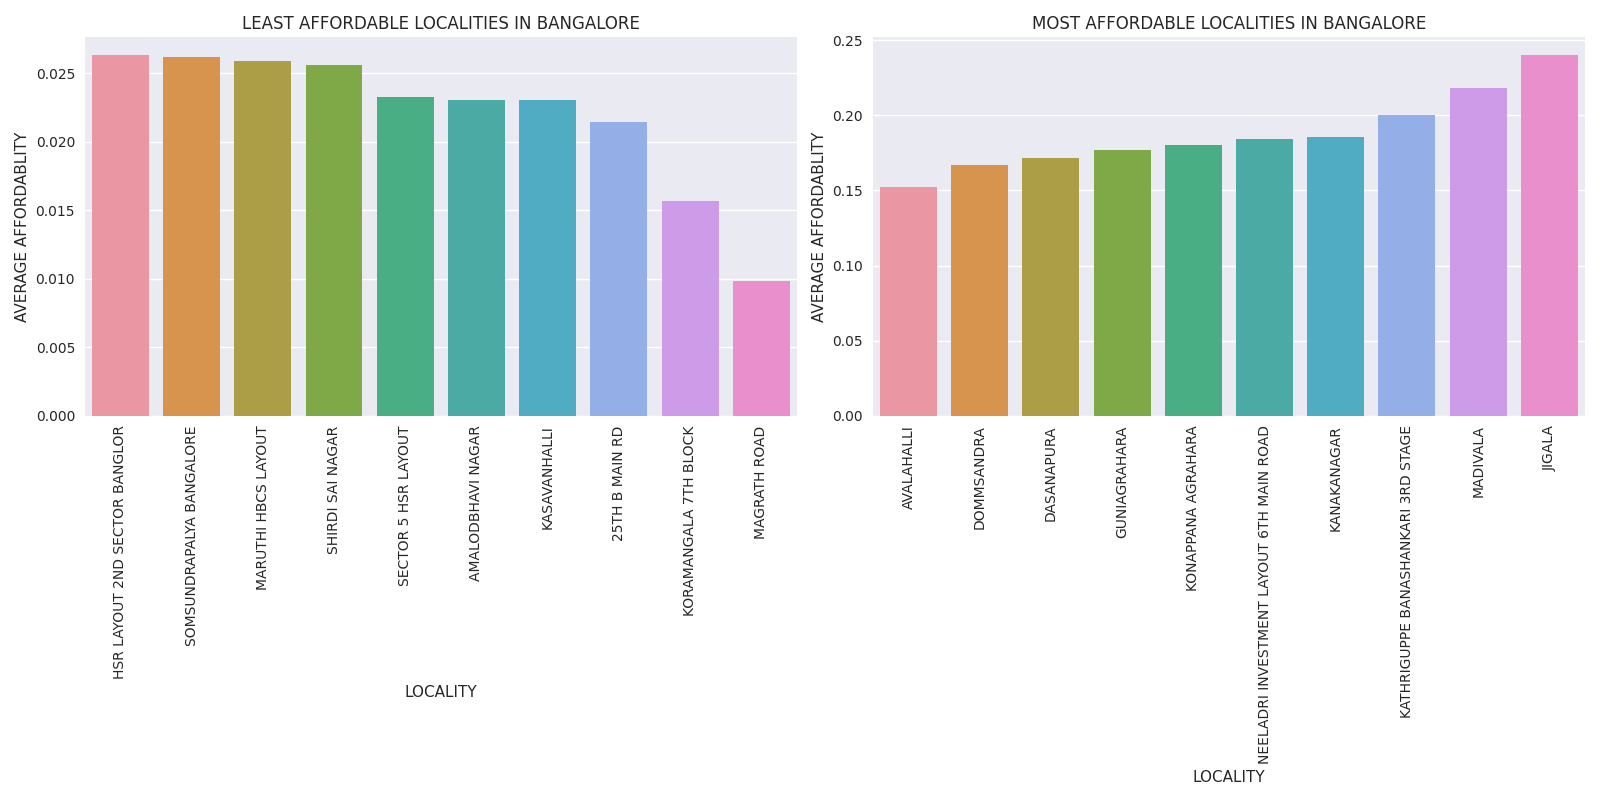 LEAST AFFORDABLE LOCALITIES IN BANGALORE
AVERAGE AFFORDABLITY
0.025
0.020
0.015
0.010
0.005
0.000
HSR LAYOUT 2ND SECTOR BANGLOR
SOMSUNDRAPALYA BANGALORE
MARUTHI HBCS LAYOUT
SHIRDI SAI NAGAR
SECTOR 5 HSR LAYOUT
AMALODBHAVI NAGAR
KASAVANHALLI
25TH B MAIN RD
KORAMANGALA 7TH BLOCK
MAGRATH ROAD
LOCALITY
MOST AFFORDABLE LOCALITIES IN BANGALORE
AVERAGE AFFORDABLITY
0.25
0.20
0.15
0.10
0.05
0.00
AVALAHALLI
DOMMSANDRA
DASANAPURA
GUNIAGRAHARA
KONAPPANA AGRAHARA
NEELADRI INVESTMENT LAYOUT 6TH MAIN ROAD
KANAKANAGAR
KATHRIGUPPE BANASHANKARI 3RD STAGE
MADIVALA
JIGALA
LOCALITY